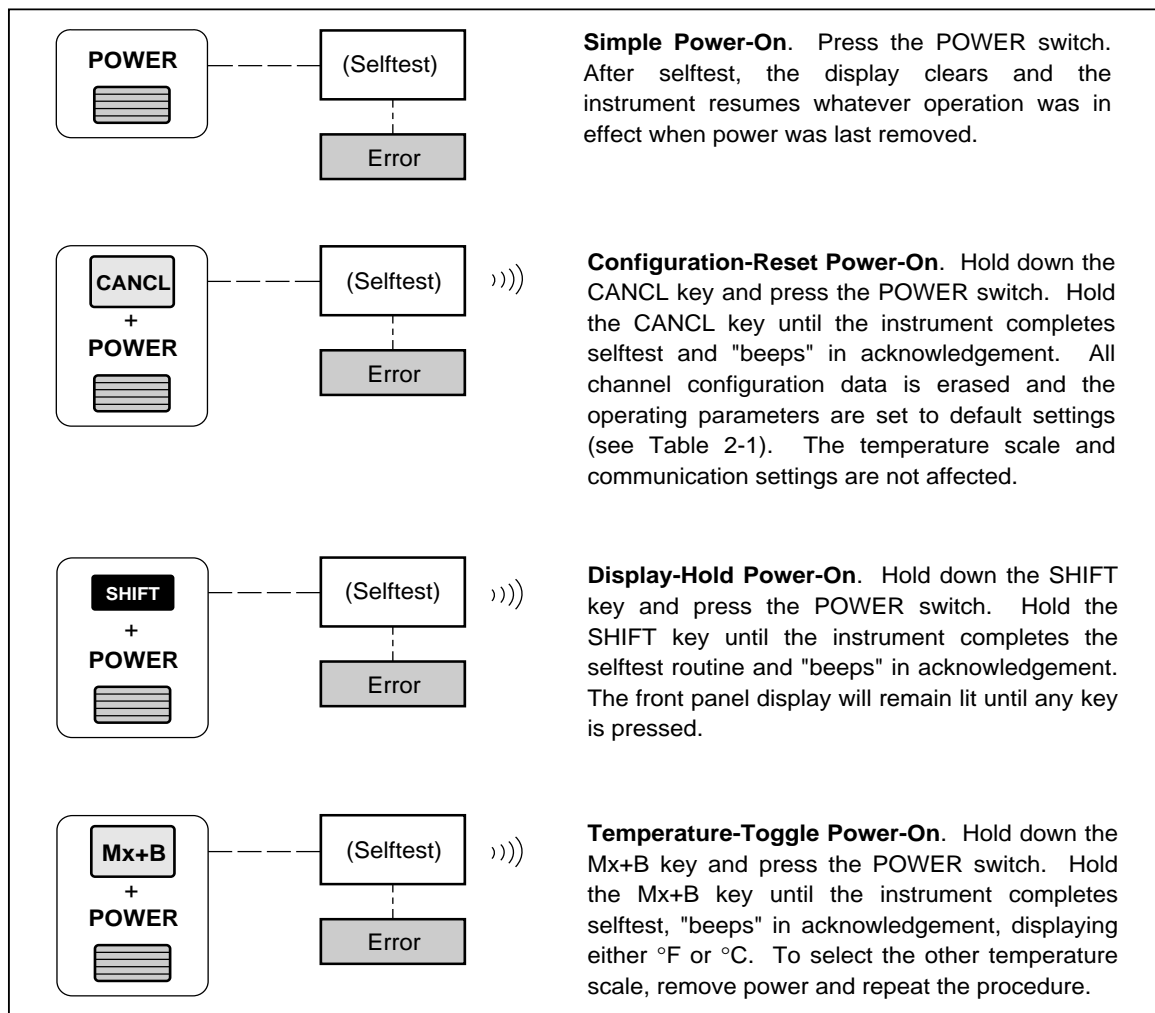 POWER
(Selftest)
Error
Simple Power-On. Press the POWER switch.
After selftest, the display clears and the
instrument resumes whatever operation was in
effect when power was last removed.
CANCL
+
POWER
(Selftest)
Error
Configuration-Reset Power-On. Hold down the
CANCL key and press the POWER switch. Hold
the CANCL key until the instrument completes
selftest and "beeps" in acknowledgement. All
channel configuration data is erased and the
operating parameters are set to default settings
(see Table 2-1). The temperature scale and
communication settings are not affected.
SHIFT
+
POWER
(Selftest)
Error
Display-Hold Power-On. Hold down the SHIFT
key and press the POWER switch. Hold the
SHIFT key until the instrument completes the
selftest routine and "beeps" in acknowledgement.
The front panel display will remain lit until any key
is pressed.
Mx+B
+
POWER
(Selftest)
Error
Temperature-Toggle Power-On. Hold down the
Mx+B key and press the POWER switch. Hold
the Mx+B key until the instrument completes
selftest, "beeps" in acknowledgement, displaying
either °F or °C. To select the other temperature
scale, remove power and repeat the procedure.